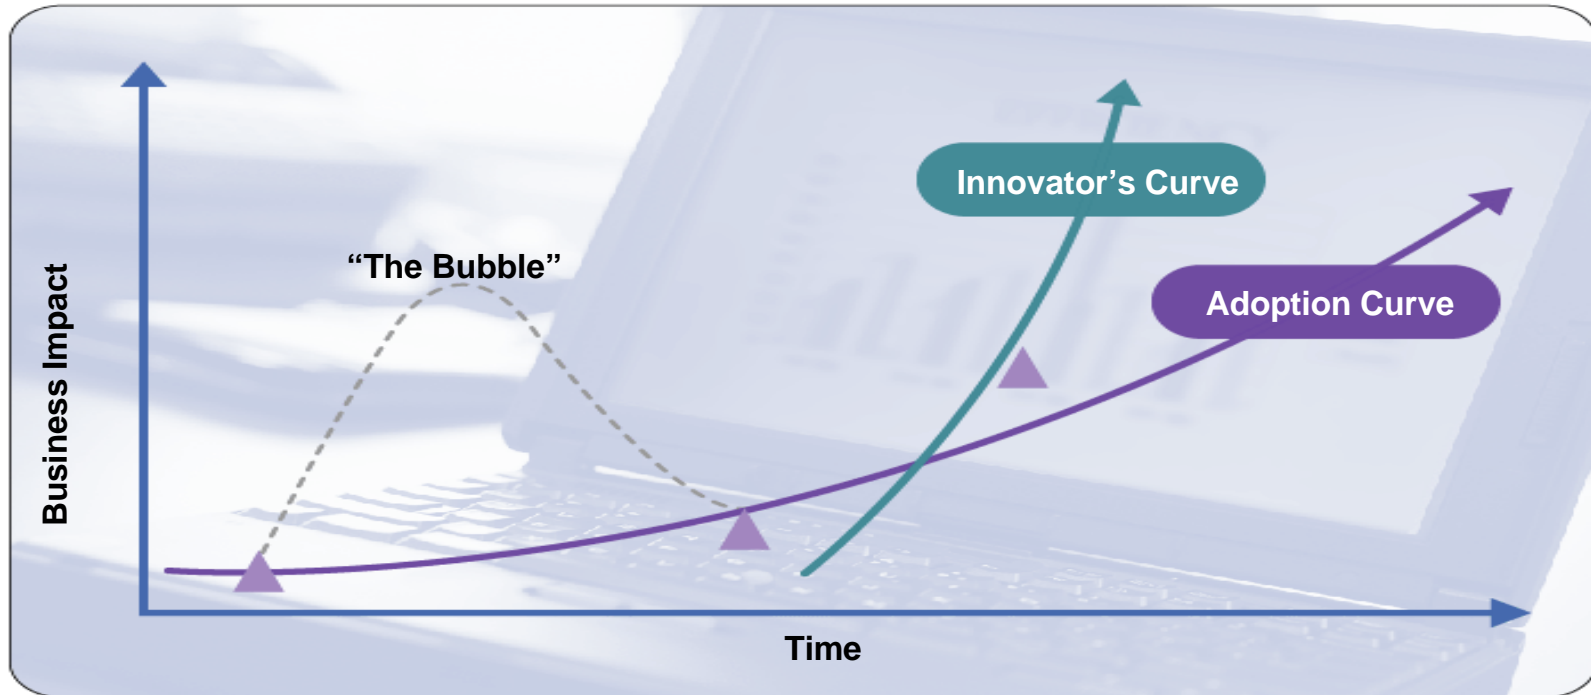 “The Bubble”
Innovator’s Curve
Adoption Curve
Business Impact
Time